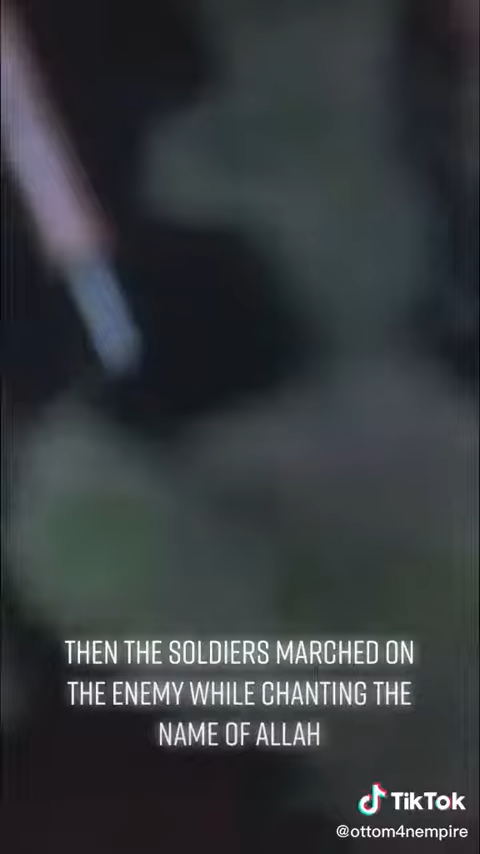 THEN THE SOLDIERS MARCHED ON
THE ENEMY WHILE CHANTING THE
NAME OF ALLAH
TikTok
@ottom4nempire